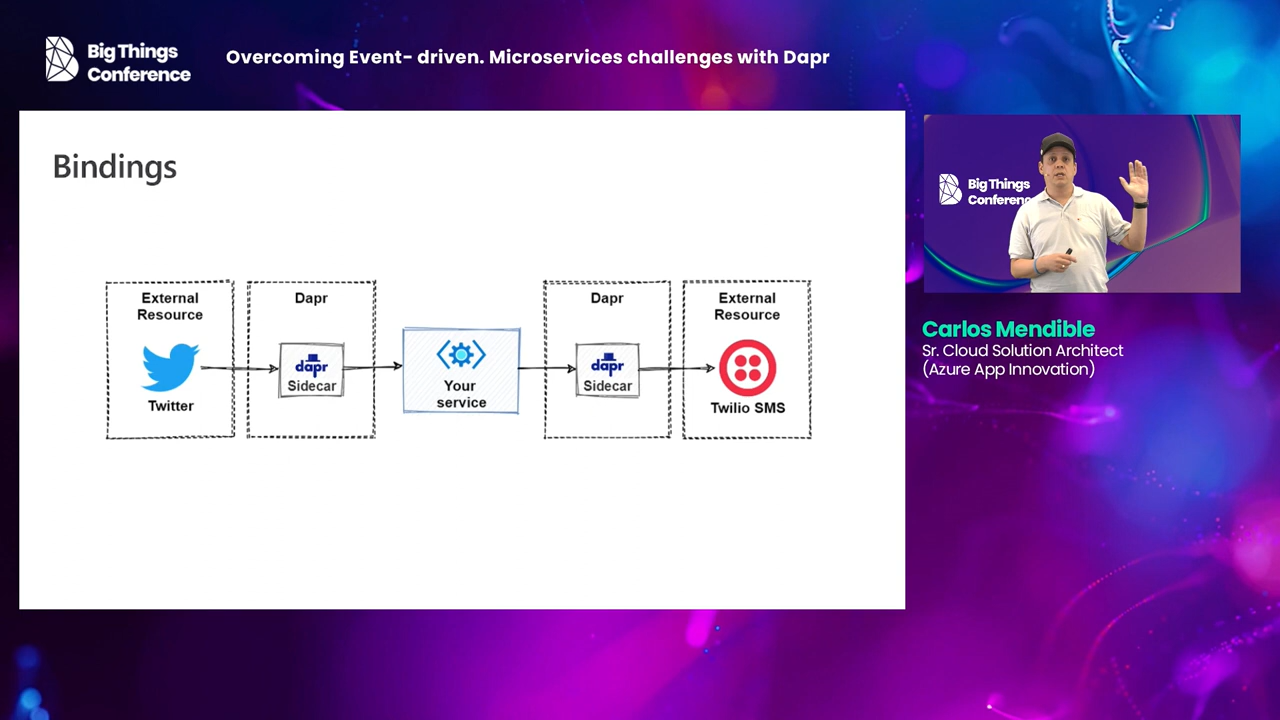 Big Things
Conference
Overcoming Event- driven. Microservices challenges with Dapr
Bindings
External
Resource
Twitter
Dapr
dapr
Sidecar
Your
service
Dapr
dapr
Sidecar
External
Resource
Twilio SMS
Big Things
Conference
Carlos Mendible
Sr. Cloud Solution Architect
(Azure App Innovation)